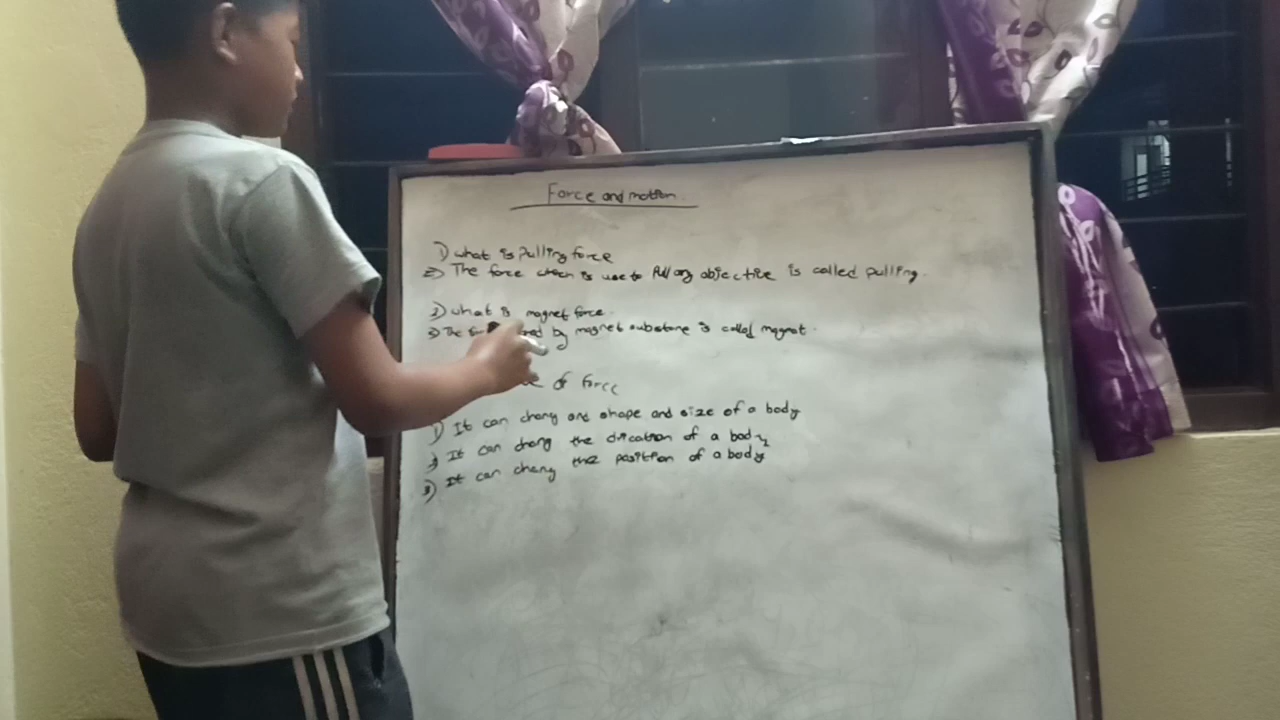 Force and motion.
1) what is pulling force
The force which is use to pull any objective is called pulling.
2) what is magnet force.
The by magnet substane is called magnet.
of force
1) It can chang and shape and size of a body
2) It can chang the drication of a body
3) It can chang the position of a body